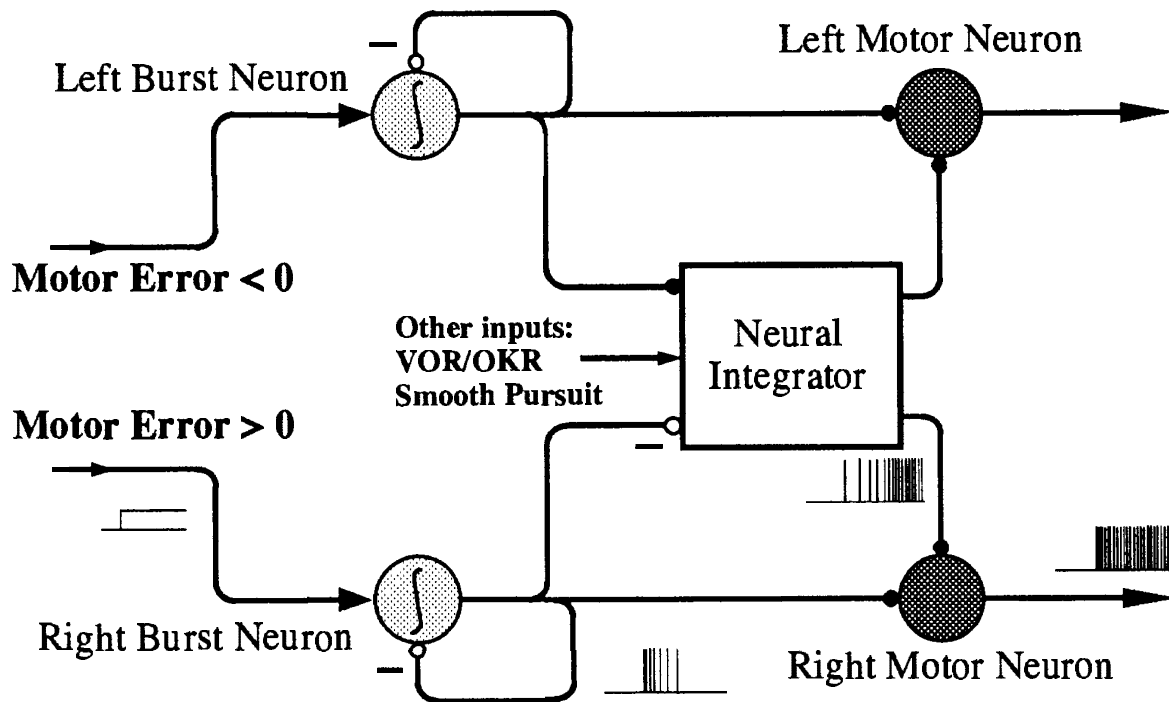 Left Motor Neuron
Left Burst Neuron
−
∫
Motor Error < 0
Other inputs:
VOR/OKR
Smooth Pursuit
Neural
Integrator
Motor Error > 0
−
∫
Right Burst Neuron
−
Right Motor Neuron